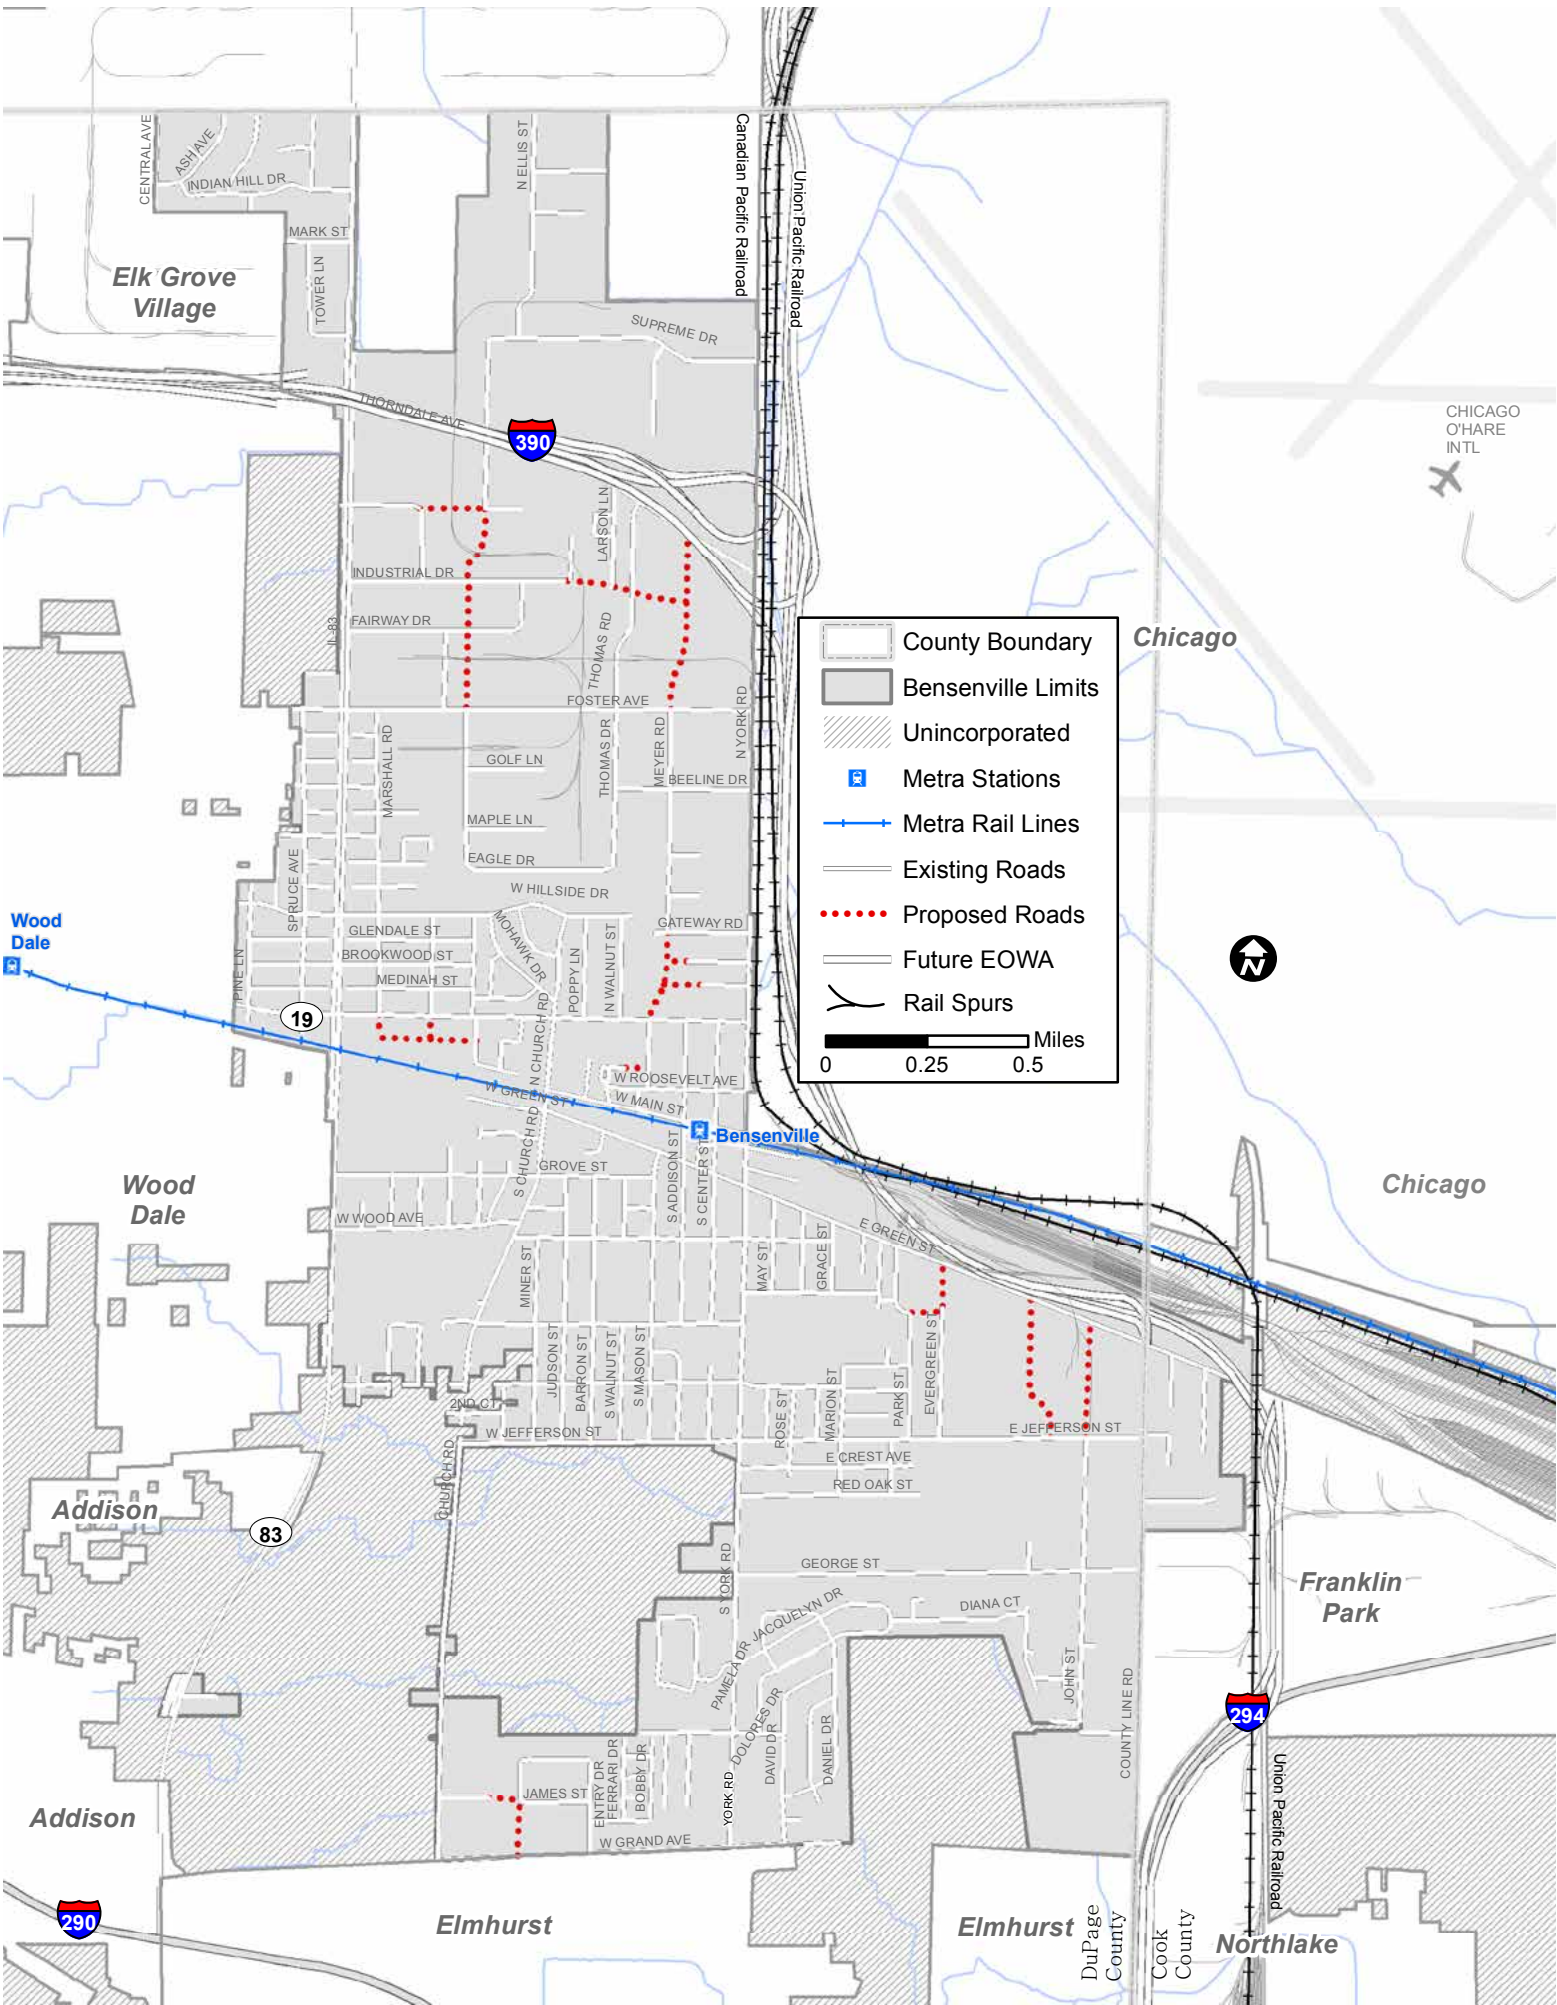 CENTRAL AVE
ASH AVE
INDIAN HILL DR
N ELLIS ST
Canadian Pacific Railroad
Union Pacific Railroad
MARK ST
TOWER LN
Elk Grove
Village
SUPREME DR
THORNDALE AVE
390
CHICAGO
O'HARE
INTL
LARSON LN
INDUSTRIAL DR
FAIRWAY DR
IL-83
THOMAS RD
FOSTER AVE
N YORK RD
County Boundary
Bensenville Limits
Unincorporated
Metra Stations
Metra Rail Lines
Existing Roads
Proposed Roads
Future EOWA
Rail Spurs
Miles
0
0.25
0.5
Chicago
MARSHALL RD
GOLF LN
THOMAS DR
MEYER RD
BEELINE DR
MAPLE LN
EAGLE DR
SPRUCE AVE
W HILLSIDE DR
GLENDALE ST
MOHAWK DR
N WALNUT ST
GATEWAY RD
Wood
Dale
BROOKWOOD ST
MEDINAH ST
PINE LN
POPPY LN
N
19
N CHURCH RD
W ROOSEVELT AVE
W GREEN ST
W MAIN ST
Bensenville
S CHURCH RD
GROVE ST
S ADDISON ST
S CENTER ST
Wood
Dale
Chicago
W WOOD AVE
E GREEN ST
MINER ST
MAY ST
GRACE ST
JUDSON ST
BARRON ST
S WALNUT ST
S MASON ST
EVERGREEN ST
PARK ST
MARION ST
ROSE ST
2ND CT
W JEFFERSON ST
E JEFFERSON ST
E CREST AVE
RED OAK ST
CHURCH RD
Addison
83
S YORK RD
GEORGE ST
Franklin
Park
JACQUELYN DR
DIANA CT
PAMELA DR
JOHN ST
COUNTY LINE RD
DOLORES DR
DAVID DR
DANIEL DR
294
Union Pacific Railroad
ENTRY DR
FERRARI DR
BOBBY DR
JAMES ST
YORK RD
W GRAND AVE
Addison
290
Elmhurst
Elmhurst
DuPage
County
Cook
County
Northlake